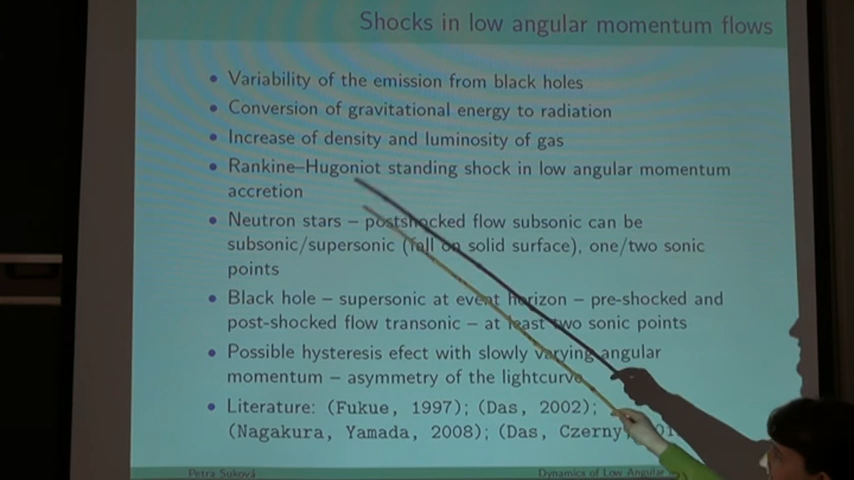 Shocks in low angular momentum flows
• Variability of the emission from black holes
• Conversion of gravitational energy to radiation
• Increase of density and luminosity of gas
• Rankine–Hugoniot standing shock in low angular momentum
accretion
• Neutron stars – postshocked flow subsonic can be
subsonic/supersonic (fall on solid surface), one/two sonic
points
• Black hole – supersonic at event horizon – pre-shocked and
post-shocked flow transonic – at least two sonic points
• Possible hysteresis efect with slowly varying angular
momentum – asymmetry of the lightcurve
• Literature: (Fukue, 1997); (Das, 2002);
(Nagakura, Yamada, 2008); (Das, Czerny,
Petra Suková
Dynamics of Low Angular